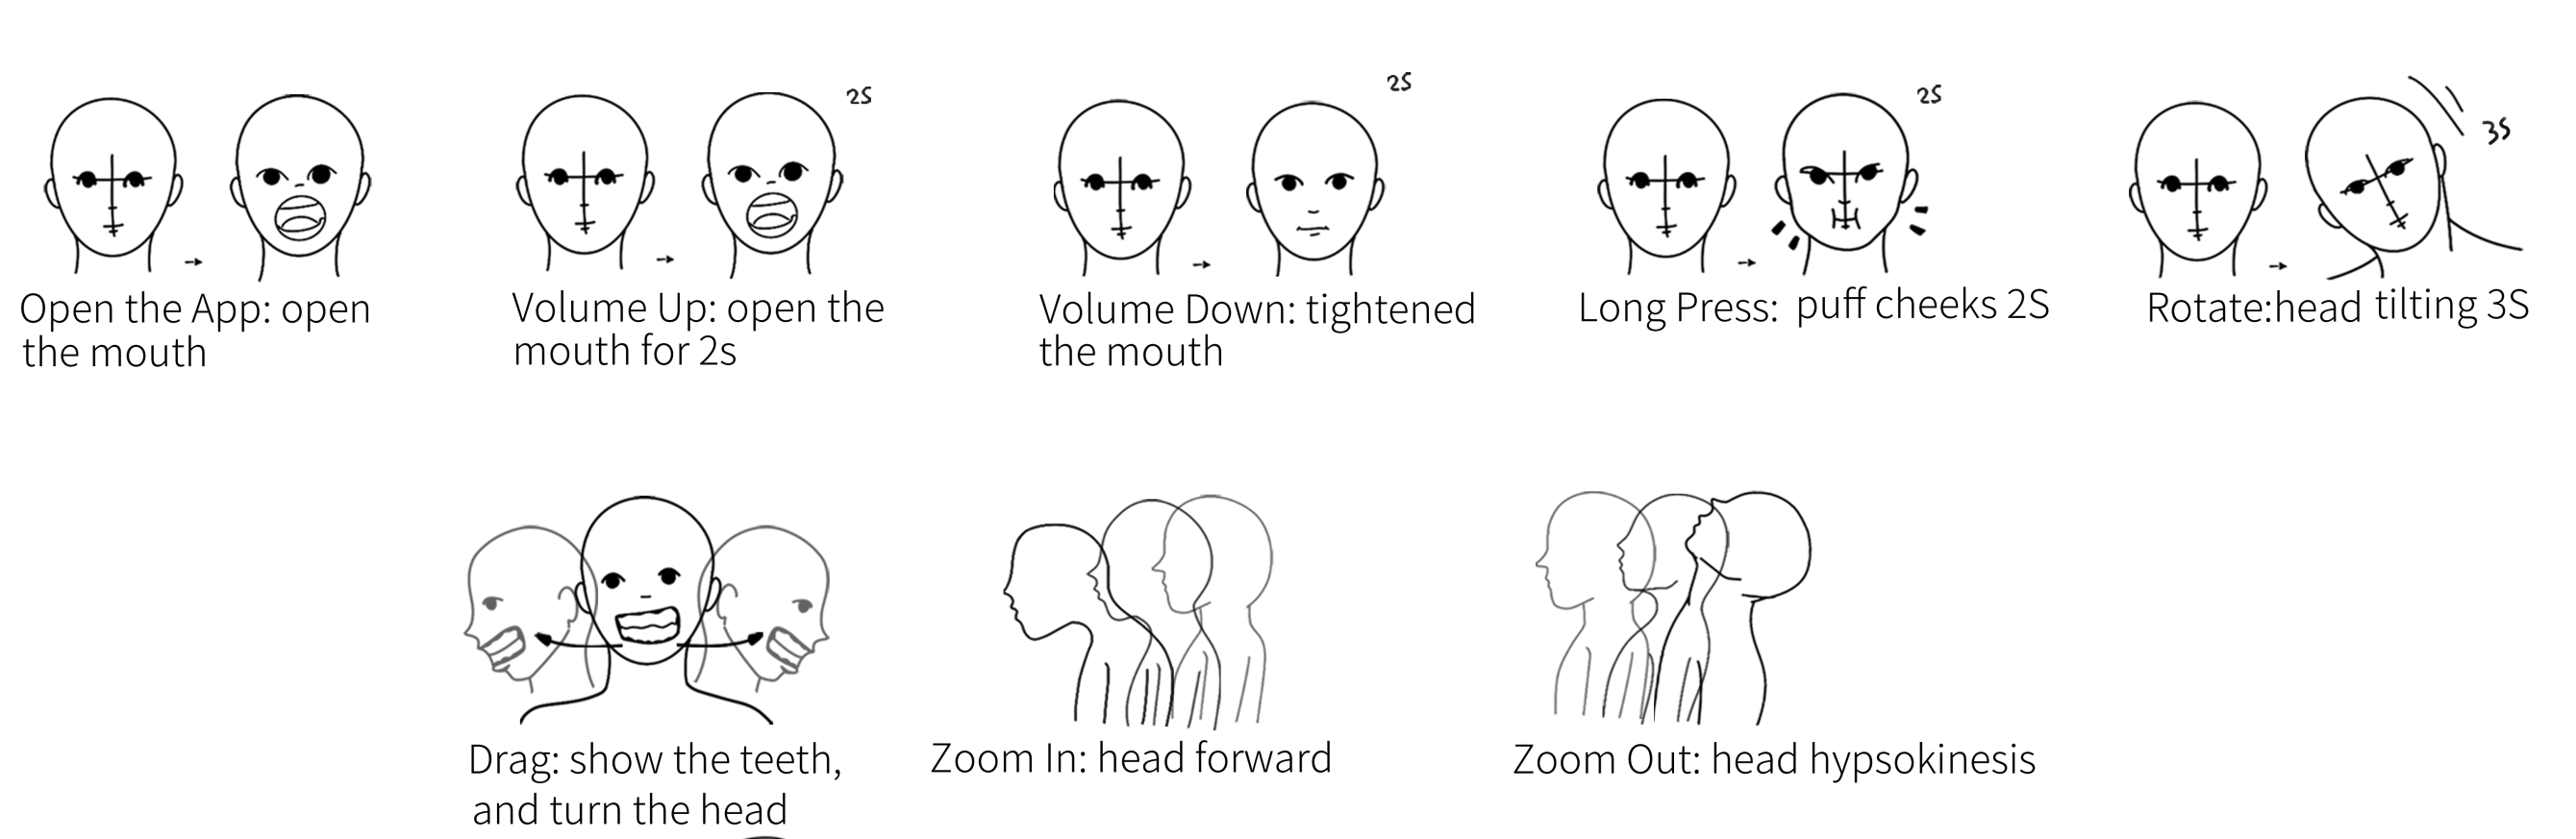 2S
2S
2S
3S
Open the App: open
the mouth
Volume Up: open the
mouth for 2s
Volume Down: tightened
the mouth
Long Press: puff cheeks 2S
Rotate:head tilting 3S
Drag: show the teeth,
and turn the head
Zoom In: head forward
Zoom Out: head hypsokinesis